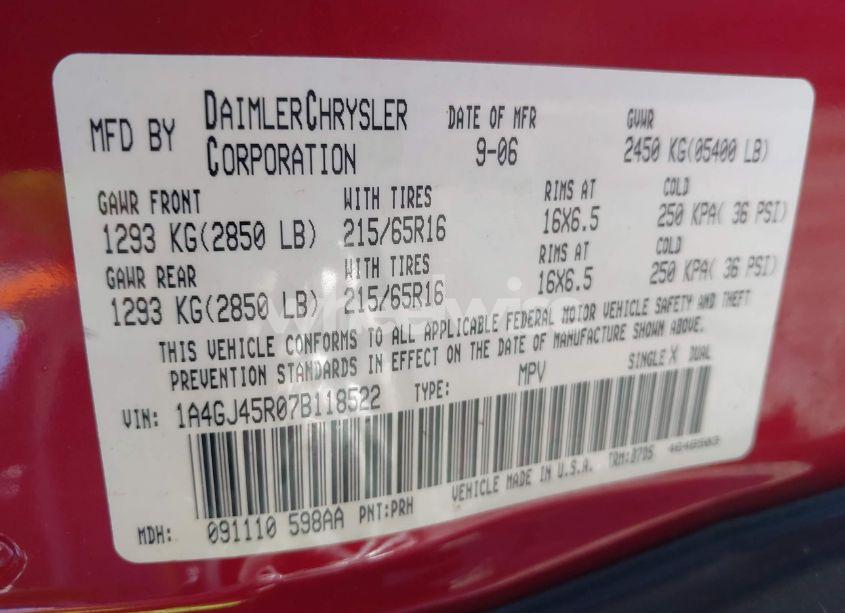 MFD BY DAIMLERCHRYSLER CORPORATION
DATE OF MFR 9-06
GVWR 2450 KG(05400 LB)
GAWR FRONT WITH TIRES RIMS AT COLD
1293 KG(2850 LB) 215/65R16 16X6.5 250 KPA( 36 PSI)
GAWR REAR WITH TIRES RIMS AT COLD
1293 KG(2850 LB) 215/65R16 16X6.5 250 KPA( 36 PSI)
THIS VEHICLE CONFORMS TO ALL APPLICABLE FEDERAL MOTOR VEHICLE SAFETY AND THEFT
PREVENTION STANDARDS IN EFFECT ON THE DATE OF MANUFACTURE SHOWN ABOVE.
VIN: 1A4GJ45R07B118522 TYPE: MPV SINGLE X DUAL
VEHICLE MADE IN U.S.A. TRM:D7D5
MDH: 091110 598AA PNT:PRH